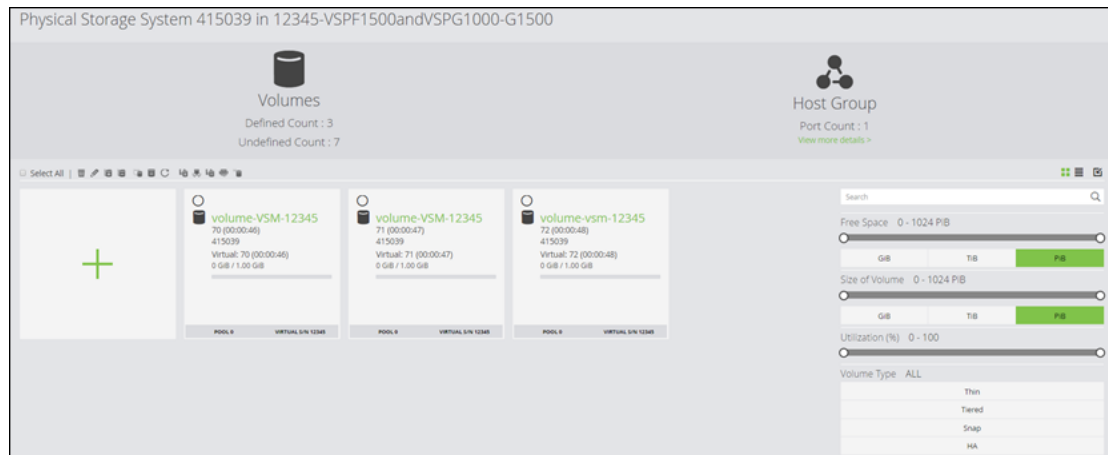 Physical Storage System 415039 in 12345-VSPF1500andVSPG1000-G1500
Volumes
Defined Count : 3
Undefined Count : 7
Host Group
Port Count : 1
View more details >
Select All |
volume-VSM-12345
70 (00:00:46)
415039
Virtual: 70 (00:00:46)
0 GiB / 1.00 GiB
POOL 0 VIRTUAL S/N 12345
volume-VSM-12345
71 (00:00:47)
415039
Virtual: 71 (00:00:47)
0 GiB / 1.00 GiB
POOL 0 VIRTUAL S/N 12345
volume-vsm-12345
72 (00:00:48)
415039
Virtual: 72 (00:00:48)
0 GiB / 1.00 GiB
POOL 0 VIRTUAL S/N 12345
Search
Free Space 0 - 1024 PiB
GiB TiB PiB
Size of Volume 0 - 1024 PiB
GiB TiB PiB
Utilization (%) 0 - 100
Volume Type ALL
Thin
Tiered
Snap
HA